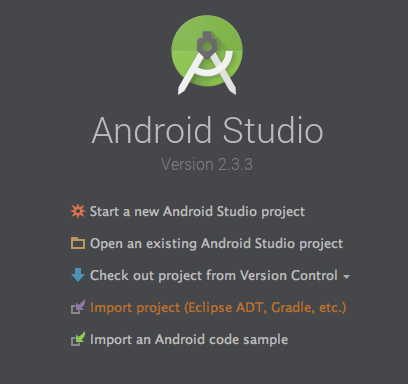 Android Studio
Version 2.3.3
Start a new Android Studio project
Open an existing Android Studio project
Check out project from Version Control
Import project (Eclipse ADT, Gradle, etc.)
Import an Android code sample